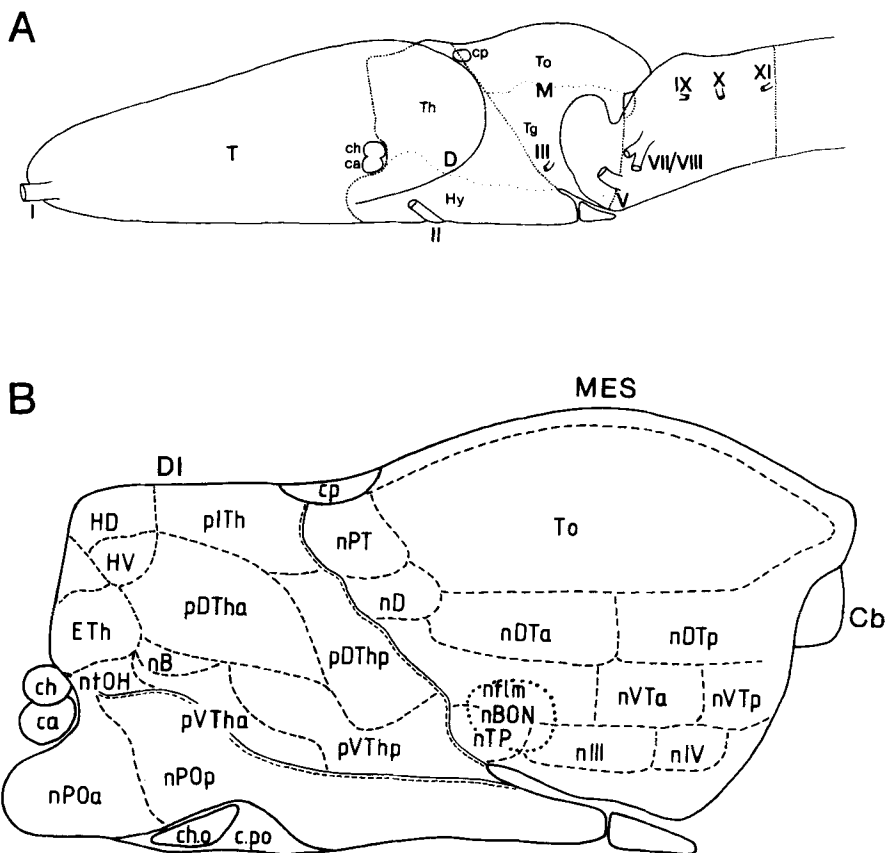 A
cp
To
M
IX X XI
Th
T
Tg
ch
ca
D
III
VII/VIII
I
Hy
V
II
B
MES
DI
cp
HD
plTh
To
nPT
HV
pDTha
nD
ETh
nDTa
nDTp
Cb
pDThp
nB
ntOH
nflm
ch
nVTa
nVTp
nBON
ca
pVTha
nTP
pVThp
nIII
nIV
nPOp
nPOa
ch.o
c.po